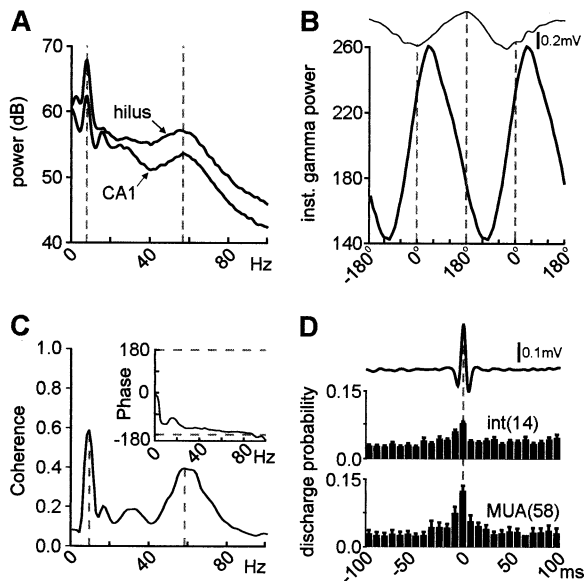 A
70
60
50
40
power (dB)
hilus
CA1
0
40
80
Hz
B
0.2mV
260
220
180
140
inst. gamma power
-180°
0°
180°
0°
180°
C
1.0
0.8
0.6
0.4
0.2
0.0
Coherence
0
40
80
Hz
180
0
-180
Phase
0
40
80
Hz
D
0.1mV
discharge probability
0.15
0.0
int(14)
0.15
0.0
MUA(58)
-100
-50
0
50
100
ms